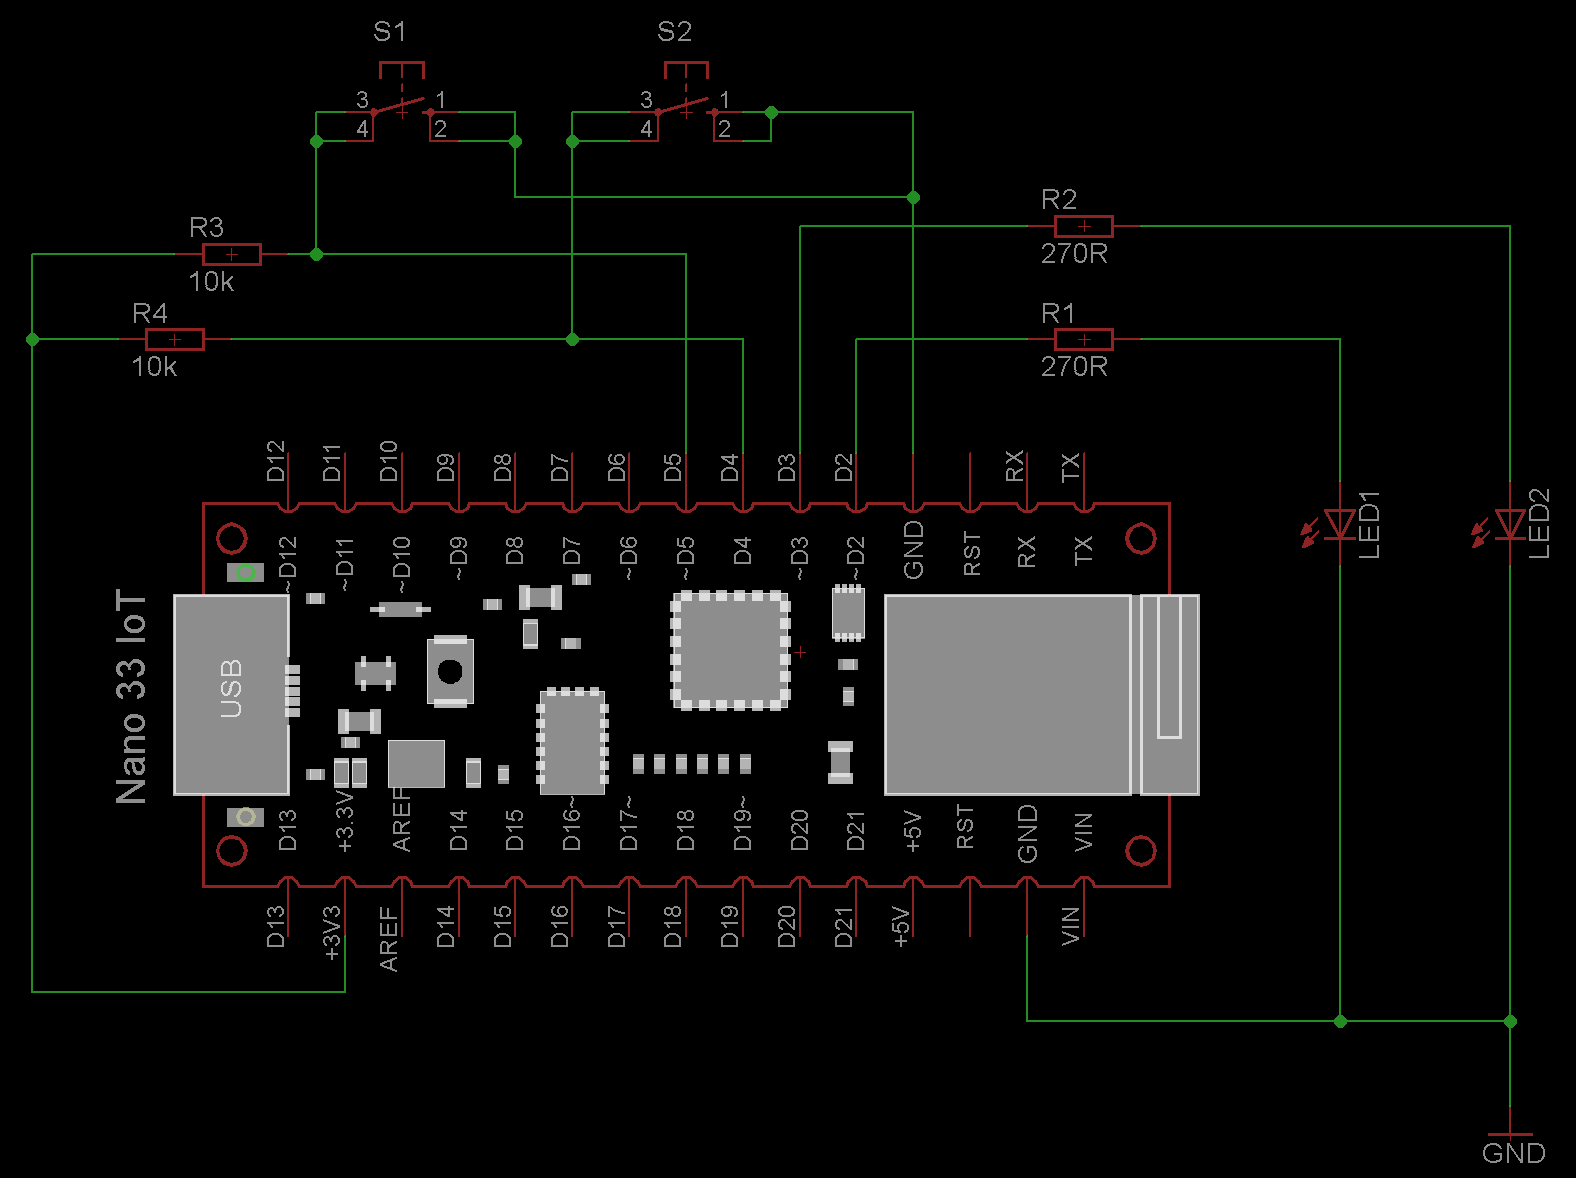 S1
S2
3 1
4 2
3 1
4 2
R2
270R
R3
10k
R4
10k
R1
270R
D12 D11 D10 D9 D8 D7 D6 D5 D4 D3 D2 RX TX
~D12 ~D11 ~D10 ~D9 D8 D7 ~D6 ~D5 D4 ~D3 ~D2 GND RST RX TX
LED1
LED2
Nano 33 IoT
USB
D13 +3.3V AREF D14 D15 D16~ D17~ D18 D19~ D20 D21 +5V RST GND VIN
D13 +3V3 AREF D14 D15 D16 D17 D18 D19 D20 D21 +5V VIN
GND